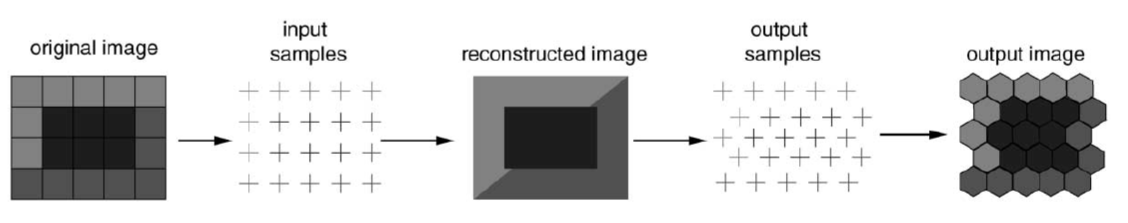 original image
input
samples
reconstructed image
output
samples
output image